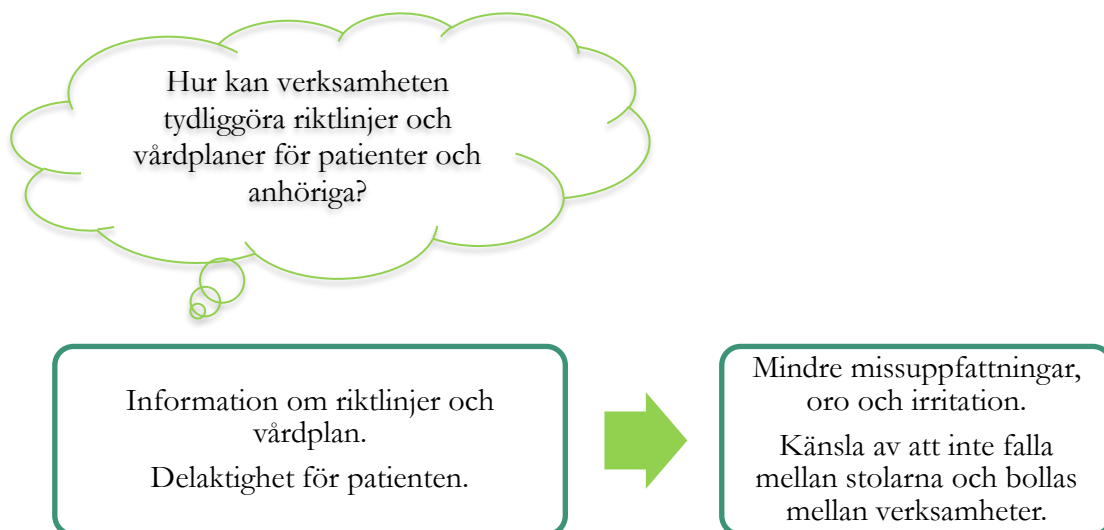 Hur kan verksamheten
tydliggöra riktlinjer och
vårdplaner för patienter och
anhöriga?
Information om riktlinjer och
vårdplan.
Delaktighet för patienten.
Mindre missuppfattningar,
oro och irritation.
Känsla av att inte falla
mellan stolarna och bollas
mellan verksamheter.